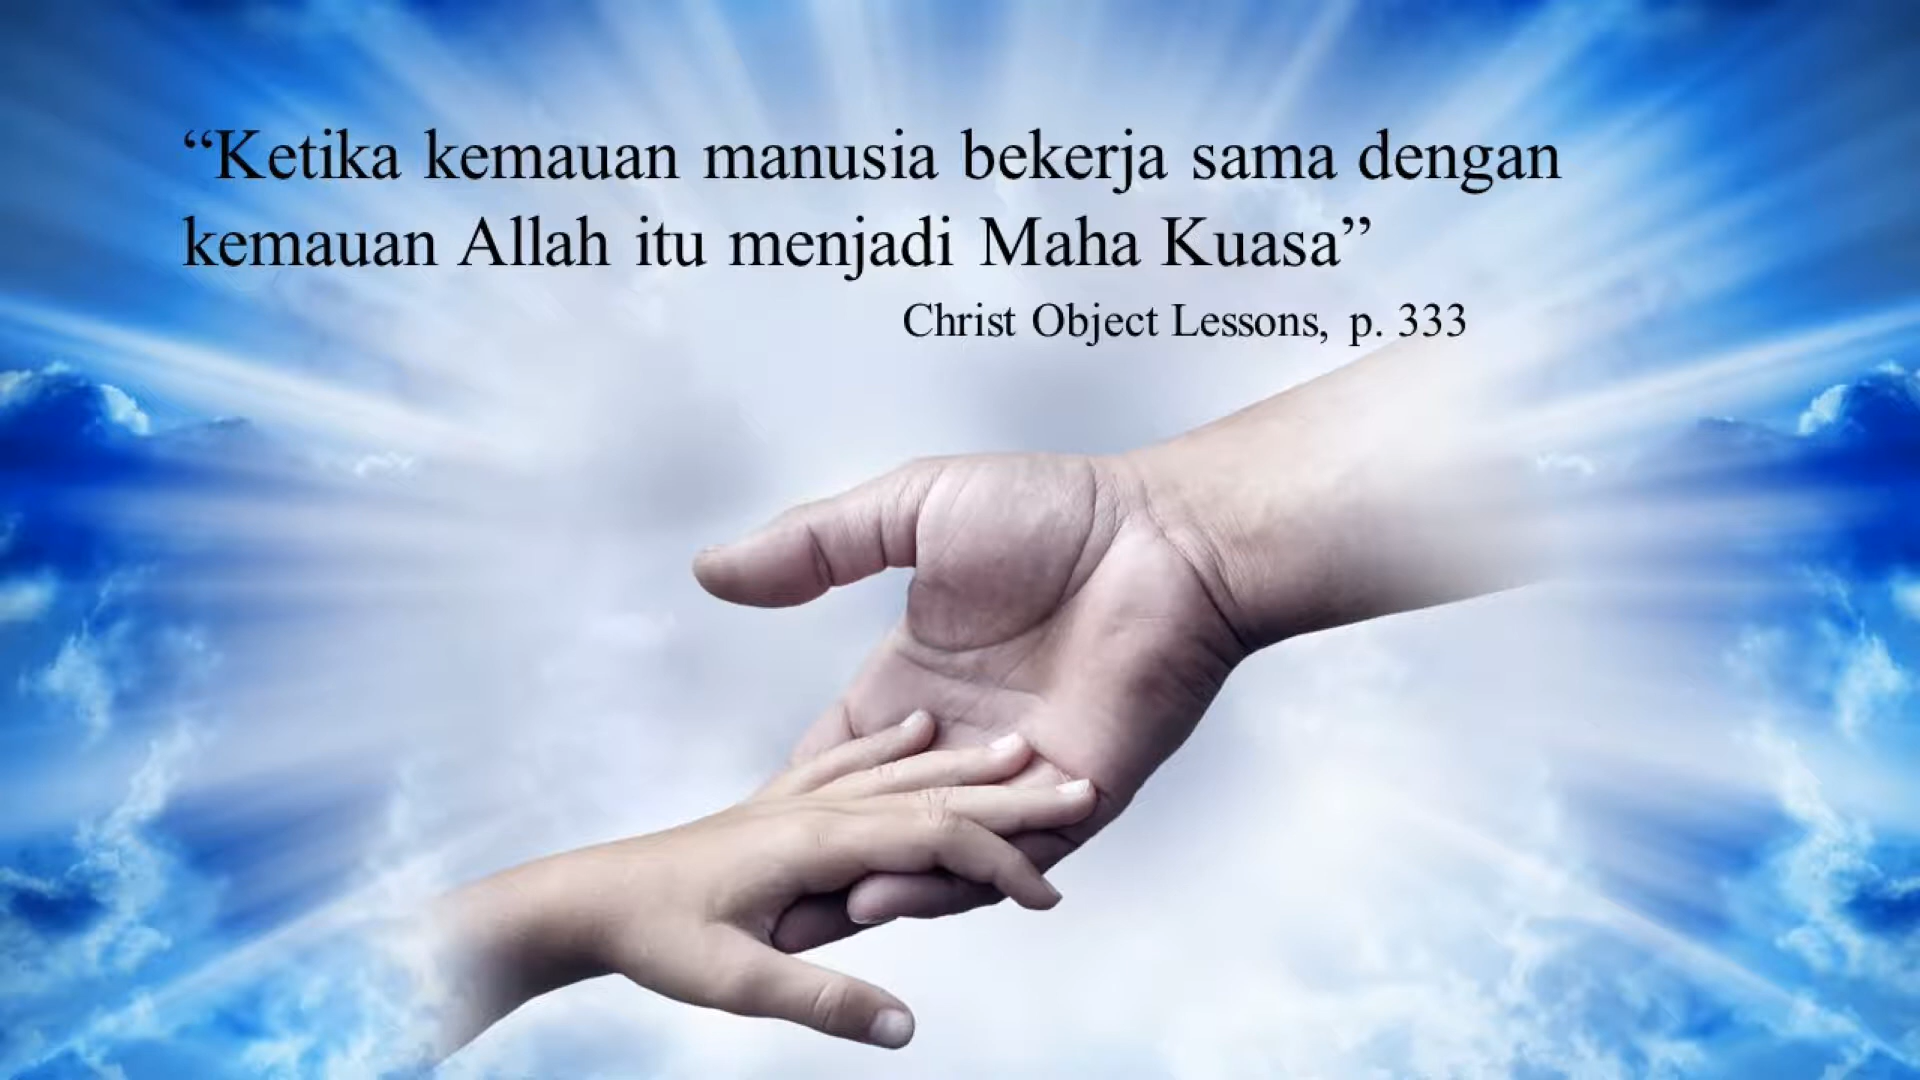 “Ketika kemauan manusia bekerja sama dengan
kemauan Allah itu menjadi Maha Kuasa”
Christ Object Lessons, p. 333